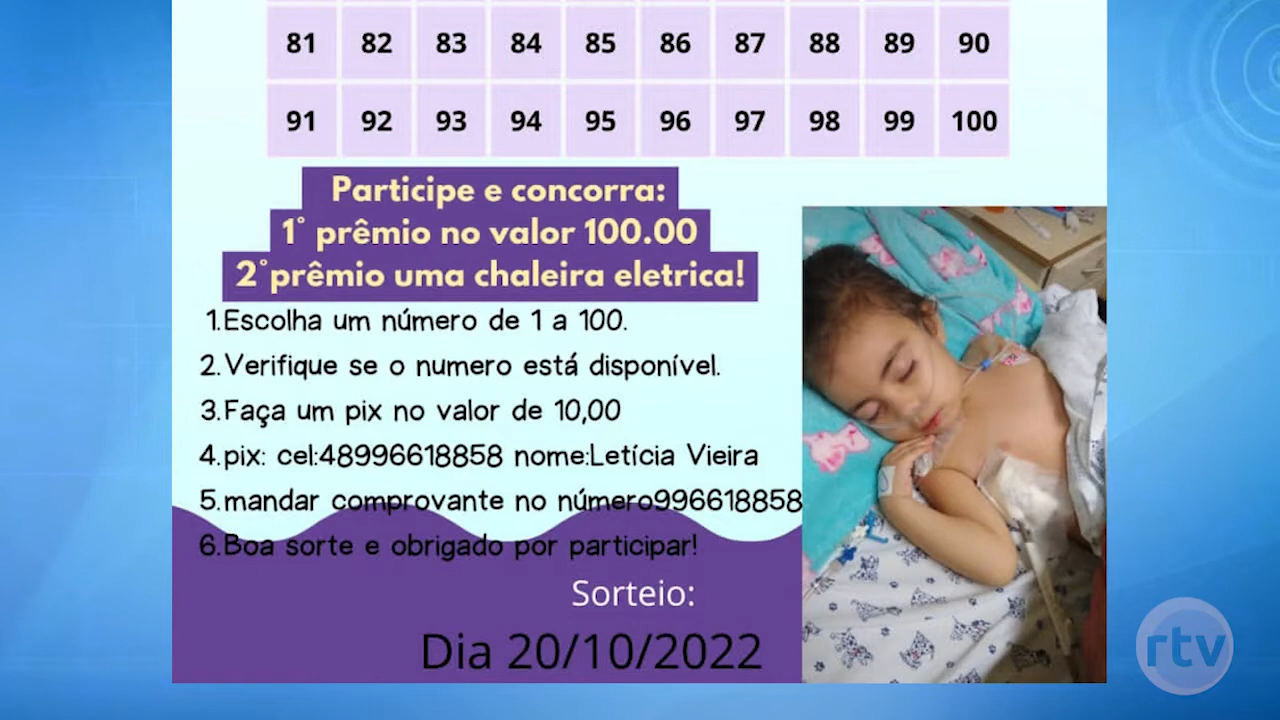 81 82 83 84 85 86 87 88 89 90
91 92 93 94 95 96 97 98 99 100
Participe e concorra:
1° prêmio no valor 100.00
2°prêmio uma chaleira eletrica!
1.Escolha um número de 1 a 100.
2.Verifique se o numero está disponível.
3.Faça um pix no valor de 10,00
4.pix: cel:48996618858 nome:Letícia Vieira
5.mandar comprovante no número996618858
6.Boa sorte e obrigado por participar!
Sorteio:
Dia 20/10/2022
rtv